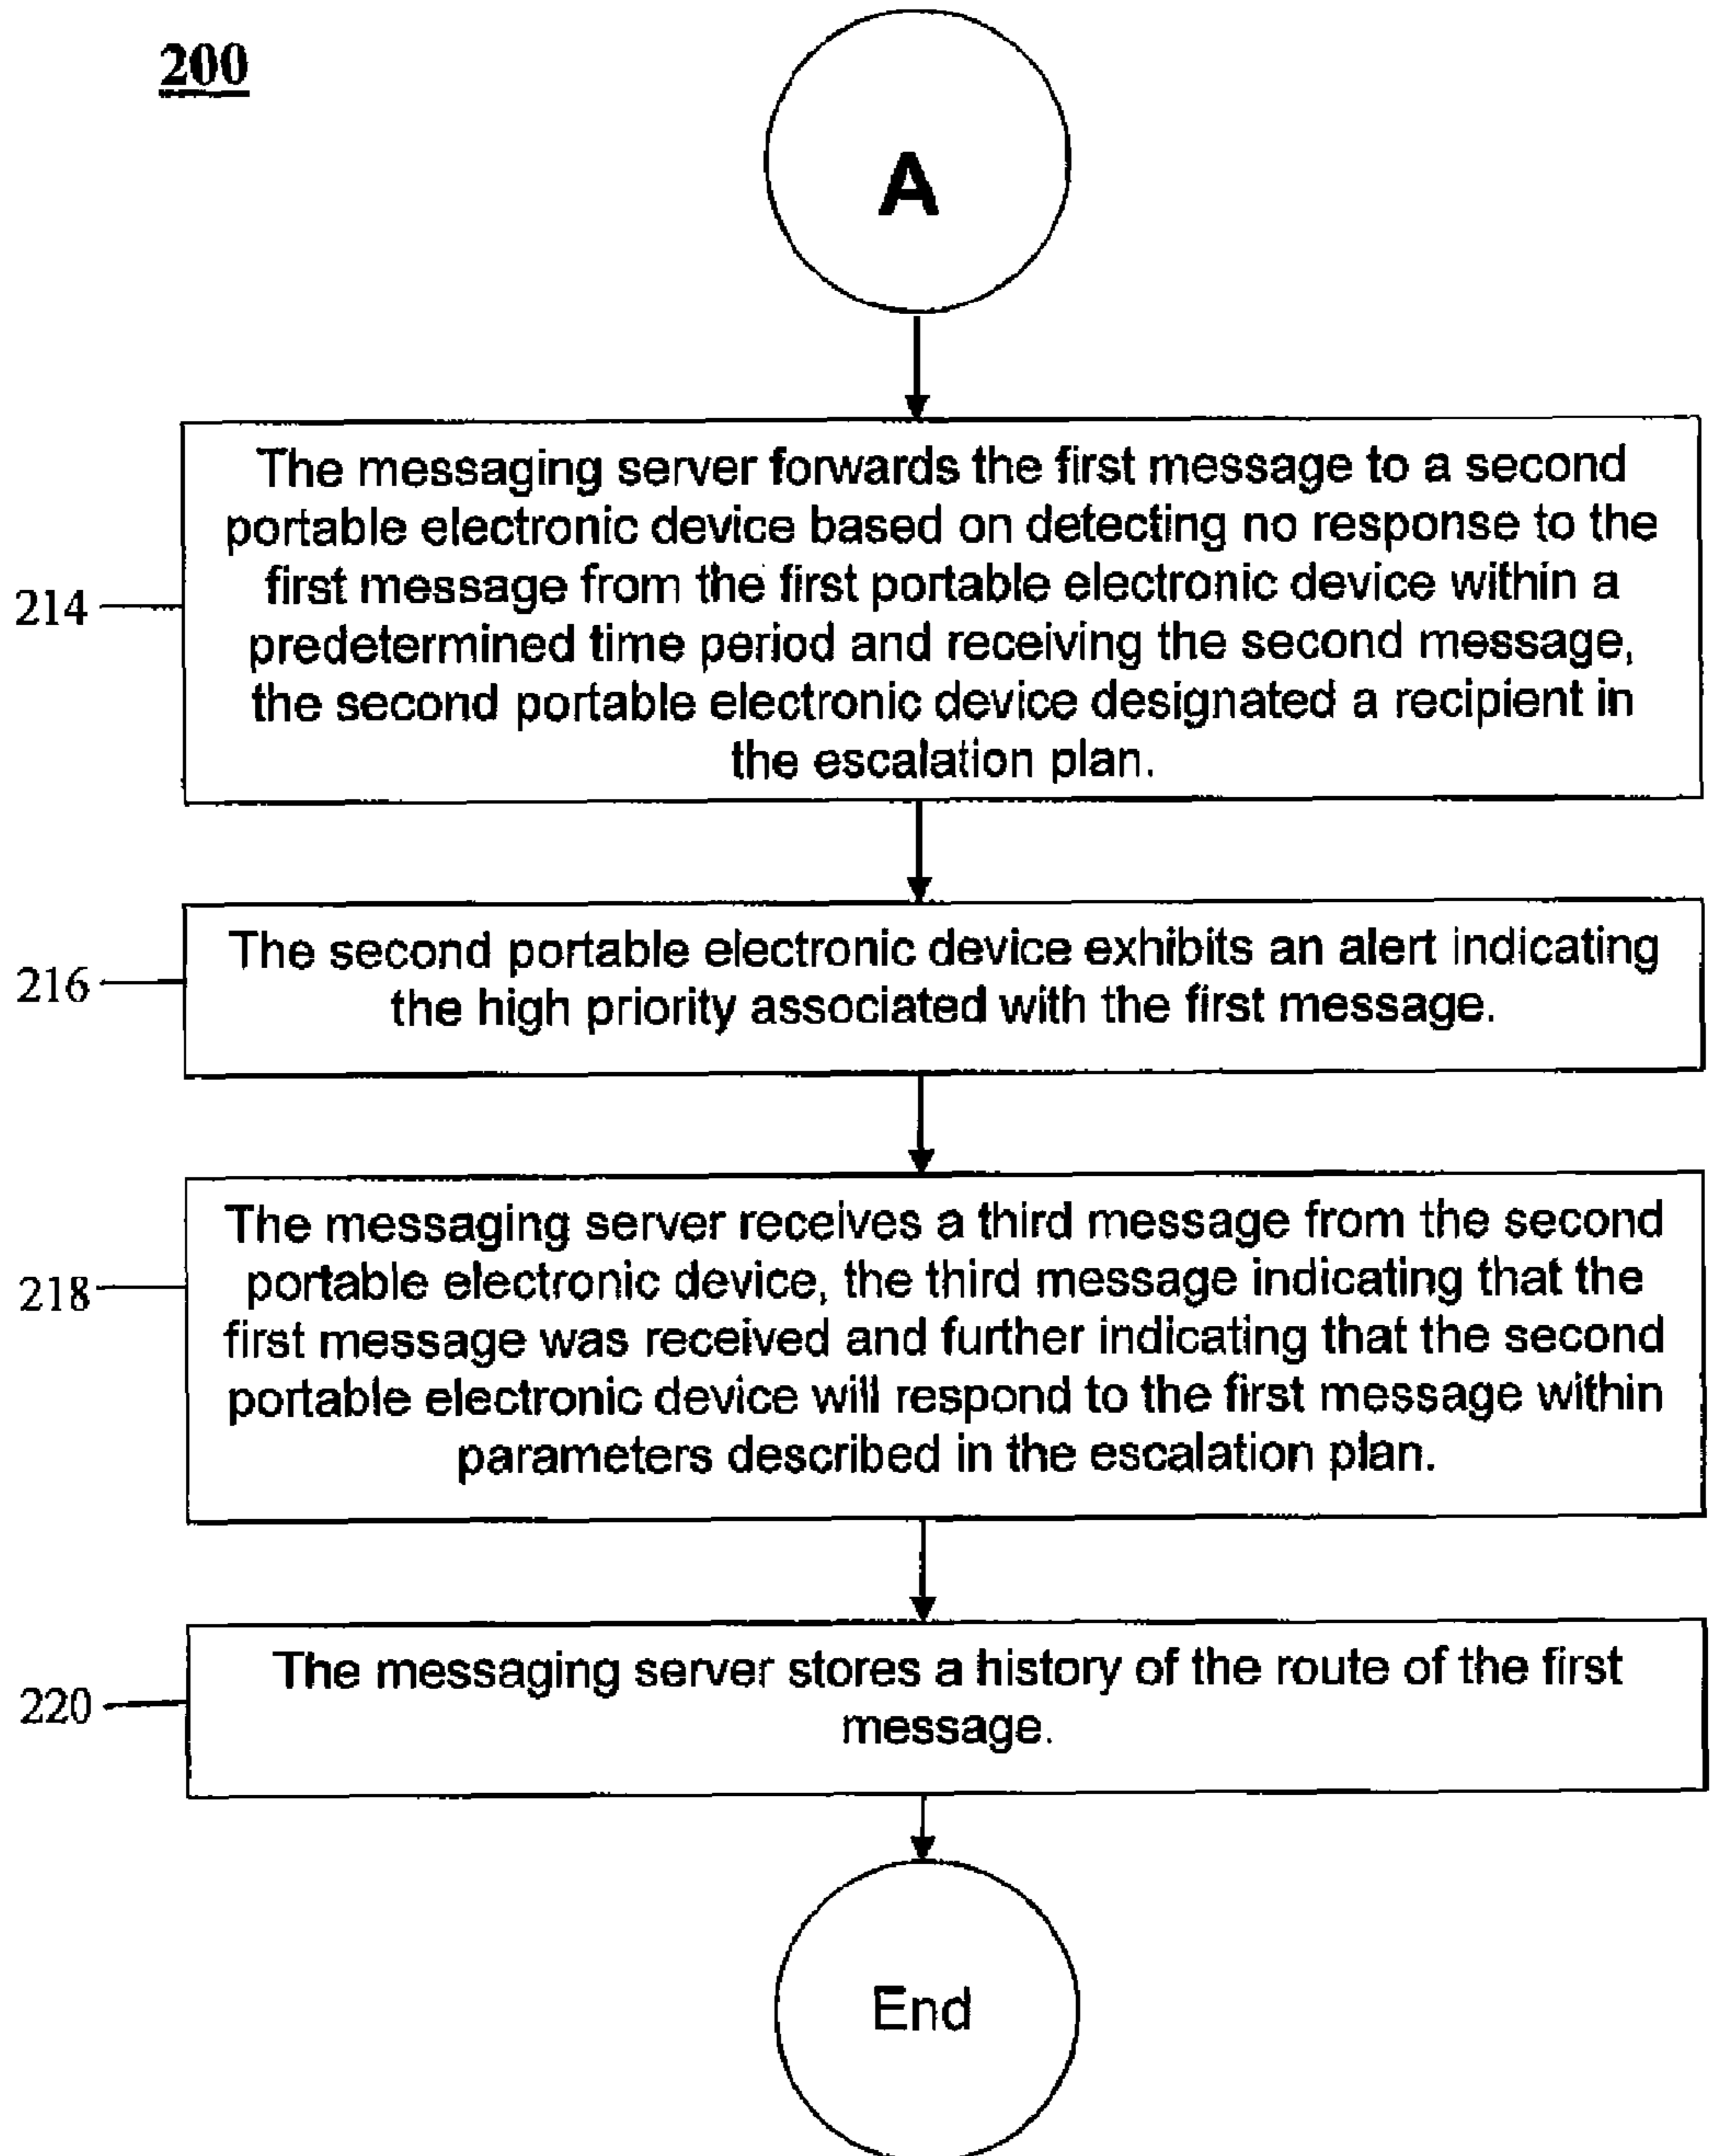 200
A
214
The messaging server forwards the first message to a second
portable electronic device based on detecting no response to the
first message from the first portable electronic device within a
predetermined time period and receiving the second message,
the second portable electronic device designated a recipient in
the escalation plan.
216
The second portable electronic device exhibits an alert indicating
the high priority associated with the first message.
218
The messaging server receives a third message from the second
portable electronic device, the third message indicating that the
first message was received and further indicating that the second
portable electronic device will respond to the first message within
parameters described in the escalation plan.
220
The messaging server stores a history of the route of the first
message.
End